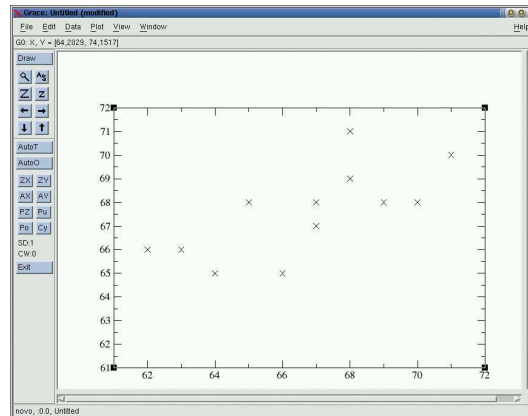 Grace: Untitled (modified)
File Edit Data Plot View Window Help
G0: X, Y = [64,2029, 74,1517]
Draw
AS
Z z
AutoT
AutoO
ZX ZY
AX AY
PZ Pu
Po Cy
SD:1
CW:0
Exit
72
71
70
69
68
67
66
65
64
63
62
61
62 64 66 68 70 72
novo, :0.0, Untitled